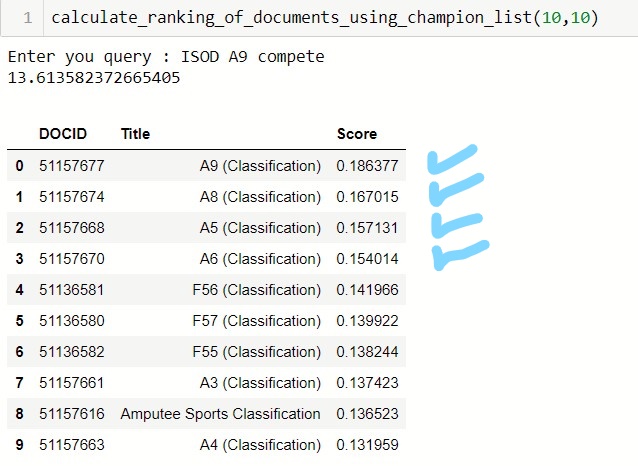 1 calculate_ranking_of_documents_using_champion_list(10,10)
Enter you query : ISOD A9 compete
13.613582372665405
DOCID Title Score
0 51157677 A9 (Classification) 0.186377
1 51157674 A8 (Classification) 0.167015
2 51157668 A5 (Classification) 0.157131
3 51157670 A6 (Classification) 0.154014
4 51136581 F56 (Classification) 0.141966
5 51136580 F57 (Classification) 0.139922
6 51136582 F55 (Classification) 0.138244
7 51157661 A3 (Classification) 0.137423
8 51157616 Amputee Sports Classification 0.136523
9 51157663 A4 (Classification) 0.131959